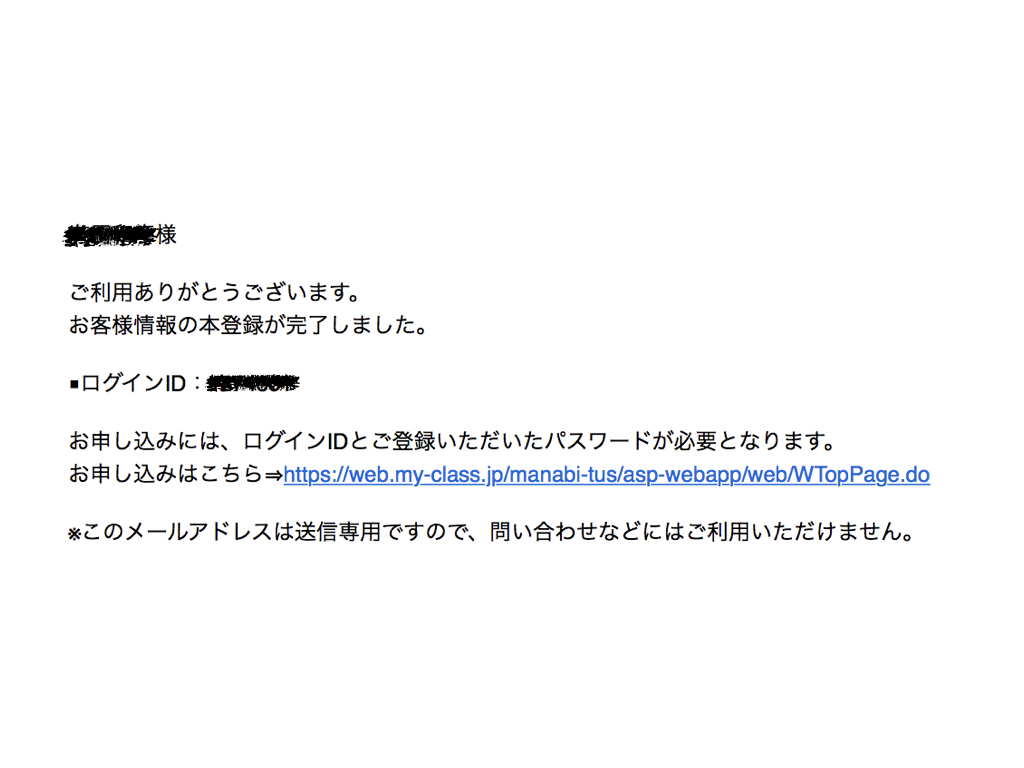 様
ご利用ありがとうございます。
お客様情報の本登録が完了しました。
■ログインID：
お申し込みには、ログインIDとご登録いただいたパスワードが必要となります。
お申し込みはこちら⇒https://web.my-class.jp/manabi-tus/asp-webapp/web/WTopPage.do
※このメールアドレスは送信専用ですので、問い合わせなどにはご利用いただけません。